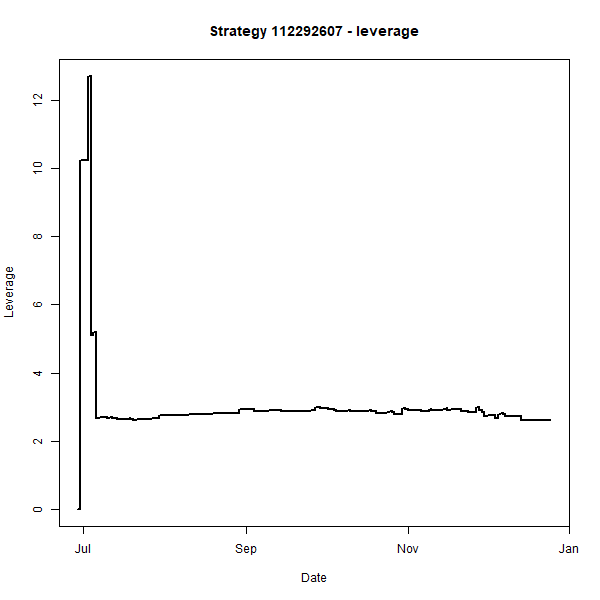 Strategy 112292607 - leverage
12
10
8
6
4
2
0
Leverage
Jul
Sep
Nov
Jan
Date